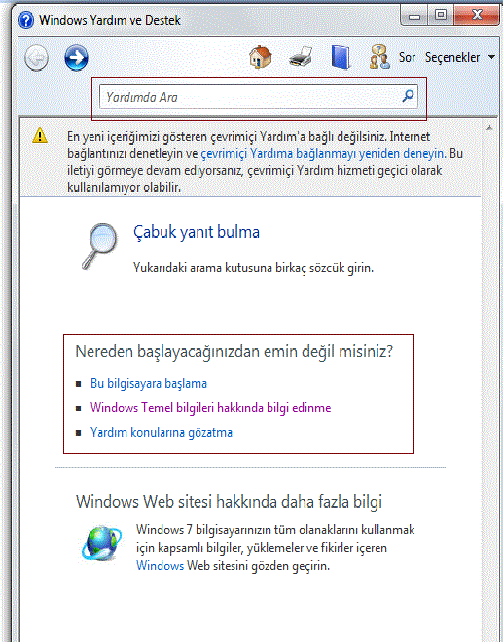 Windows Yardım ve Destek
Sor Seçenekler
Yardımda Ara
En yeni içeriğimizi gösteren çevrimiçi Yardım'a bağlı değilsiniz. Internet
bağlantınızı denetleyin ve çevrimiçi Yardıma bağlanmayı yeniden deneyin. Bu
iletiyi görmeye devam ediyorsanız, çevrimiçi Yardım hizmeti geçici olarak
kullanılamıyor olabilir.
Çabuk yanıt bulma
Yukarıdaki arama kutusuna birkaç sözcük girin.
Nereden başlayacağınızdan emin değil misiniz?
Bu bilgisayara başlama
Windows Temel bilgileri hakkında bilgi edinme
Yardım konularına gözatma
Windows Web sitesi hakkında daha fazla bilgi
Windows 7 bilgisayarınızın tüm olanaklarını kullanmak
için kapsamlı bilgiler, yüklemeler ve fikirler içeren
Windows Web sitesini gözden geçirin.